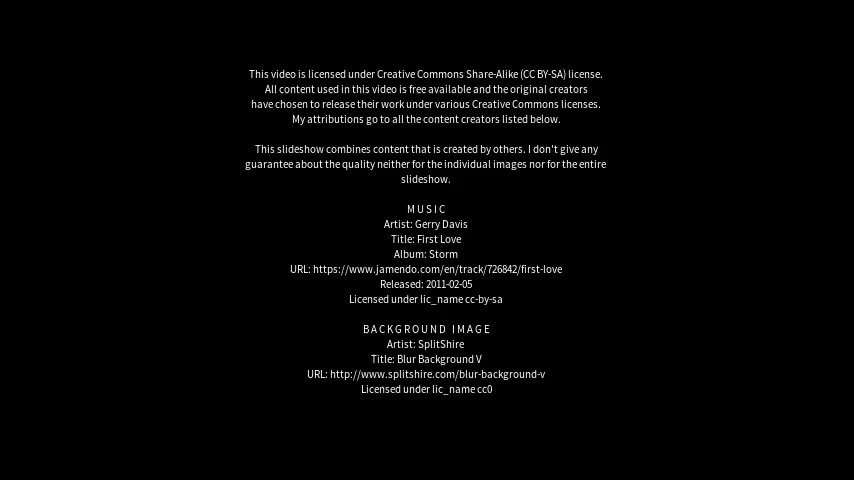 This video is licensed under Creative Commons Share-Alike (CC BY-SA) license.
All content used in this video is free available and the original creators
have chosen to release their work under various Creative Commons licenses.
My attributions go to all the content creators listed below.
This slideshow combines content that is created by others. I don't give any
guarantee about the quality neither for the individual images nor for the entire
slideshow.
MUSIC
Artist: Gerry Davis
Title: First Love
Album: Storm
URL: https://www.jamendo.com/en/track/726842/first-love
Released: 2011-02-05
Licensed under lic_name cc-by-sa
BACKGROUND IMAGE
Artist: SplitShire
Title: Blur Background V
URL: http://www.splitshire.com/blur-background-v
Licensed under lic_name cc0